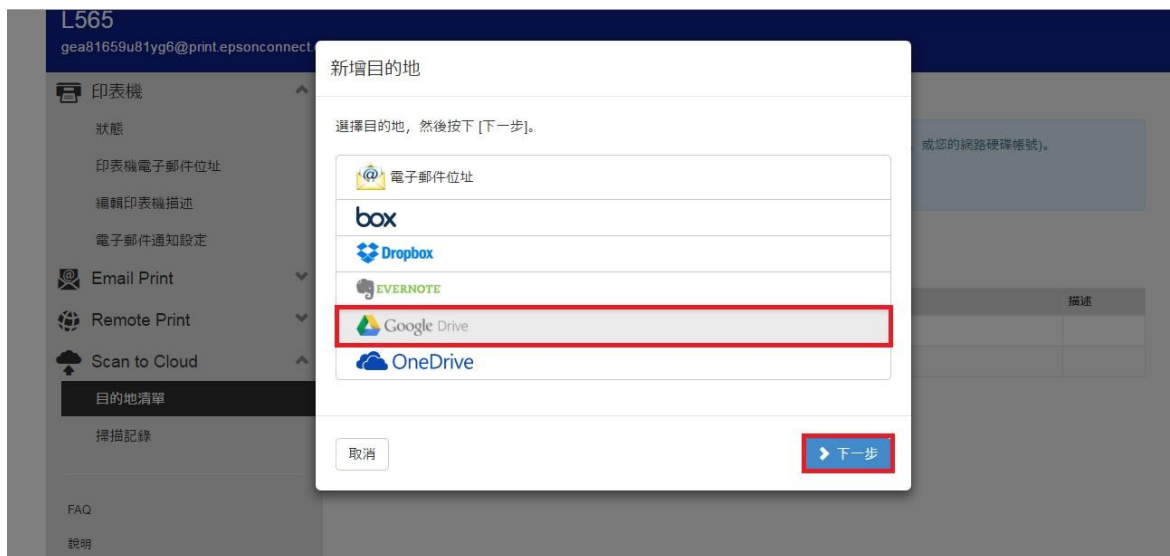 L565
gea81659u81yg6@print.epsonconnect.
印表機
狀態
印表機電子郵件位址
編輯印表機描述
電子郵件通知設定
Email Print
Remote Print
Scan to Cloud
目的地清單
掃描記錄
FAQ
說明
新增目的地
選擇目的地，然後按下 [下一步]。
電子郵件位址
box
Dropbox
EVERNOTE
Google Drive
OneDrive
取消
下一步
或您的網路硬碟帳號)。
描述